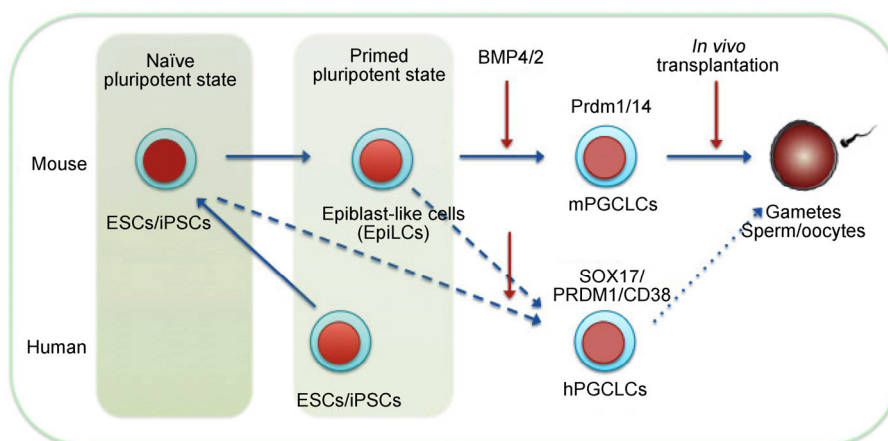 Naïve
pluripotent state
Primed
pluripotent state
BMP4/2
In vivo
transplantation
Prdm1/14
Mouse
ESCs/iPSCs
Epiblast-like cells
(EpiLCs)
mPGCLCs
Gametes
Sperm/oocytes
SOX17/
PRDM1/CD38
Human
ESCs/iPSCs
hPGCLCs